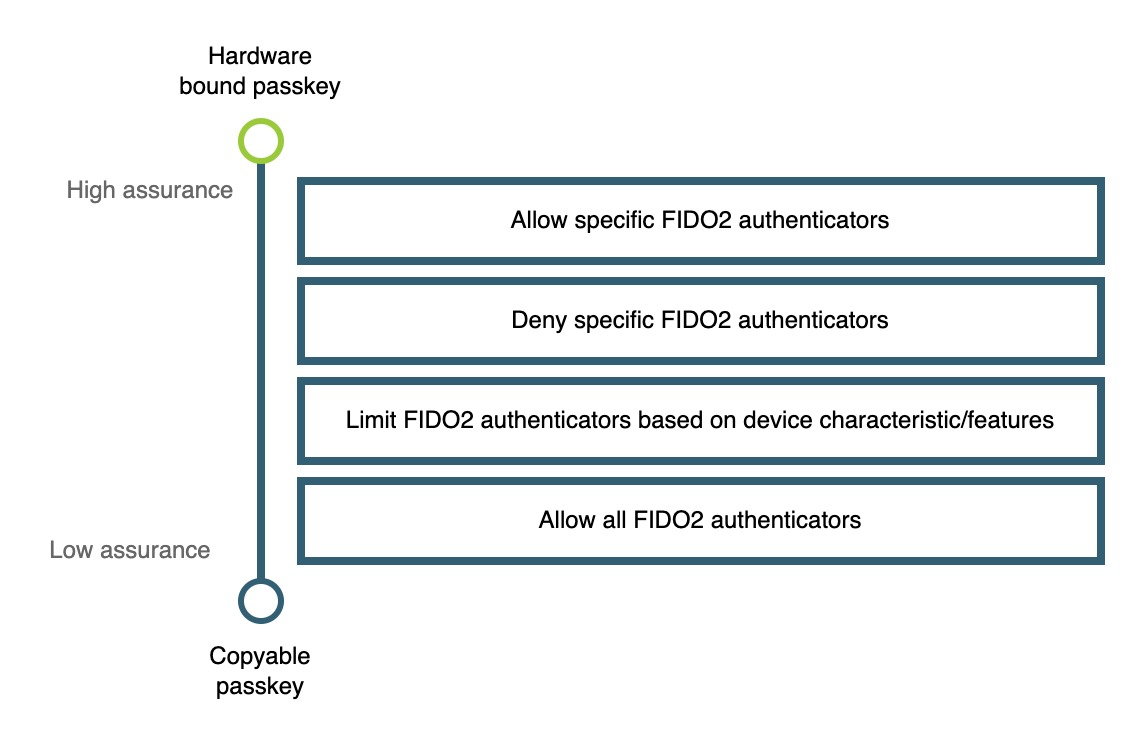 Hardware
bound passkey
High assurance
Allow specific FIDO2 authenticators
Deny specific FIDO2 authenticators
Limit FIDO2 authenticators based on device characteristic/features
Allow all FIDO2 authenticators
Low assurance
Copyable
passkey